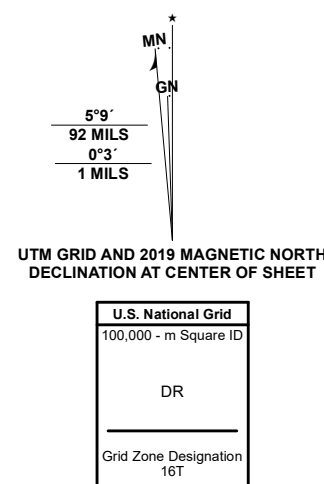 ★
MN
GN
5°9´
92 MILS
0°3´
1 MILS
UTM GRID AND 2019 MAGNETIC NORTH
DECLINATION AT CENTER OF SHEET
U.S. National Grid
100,000 - m Square ID
DR
Grid Zone Designation
16T